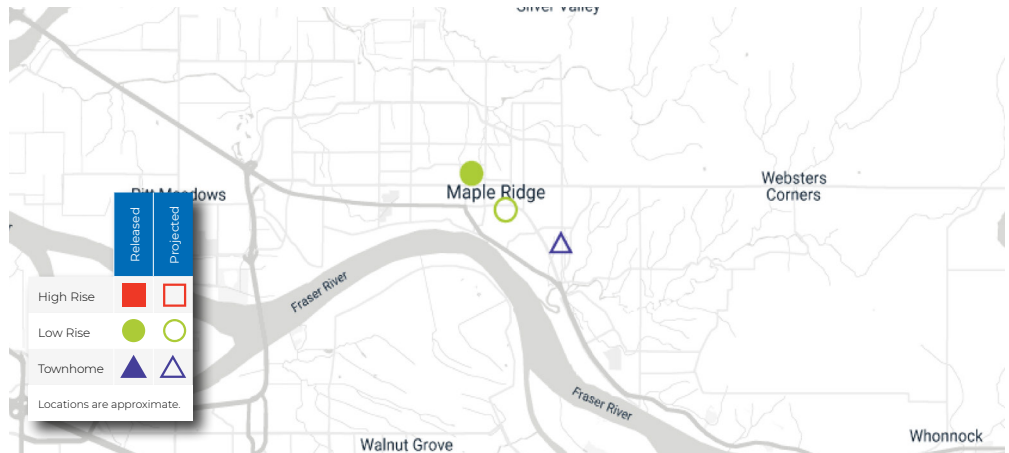 Silver Valley
Websters
Corners
Pitt Meadows
Maple Ridge
Released
Projected
Fraser River
High Rise
Low Rise
Townhome
Locations are approximate.
Fraser River
Walnut Grove
Whonnock